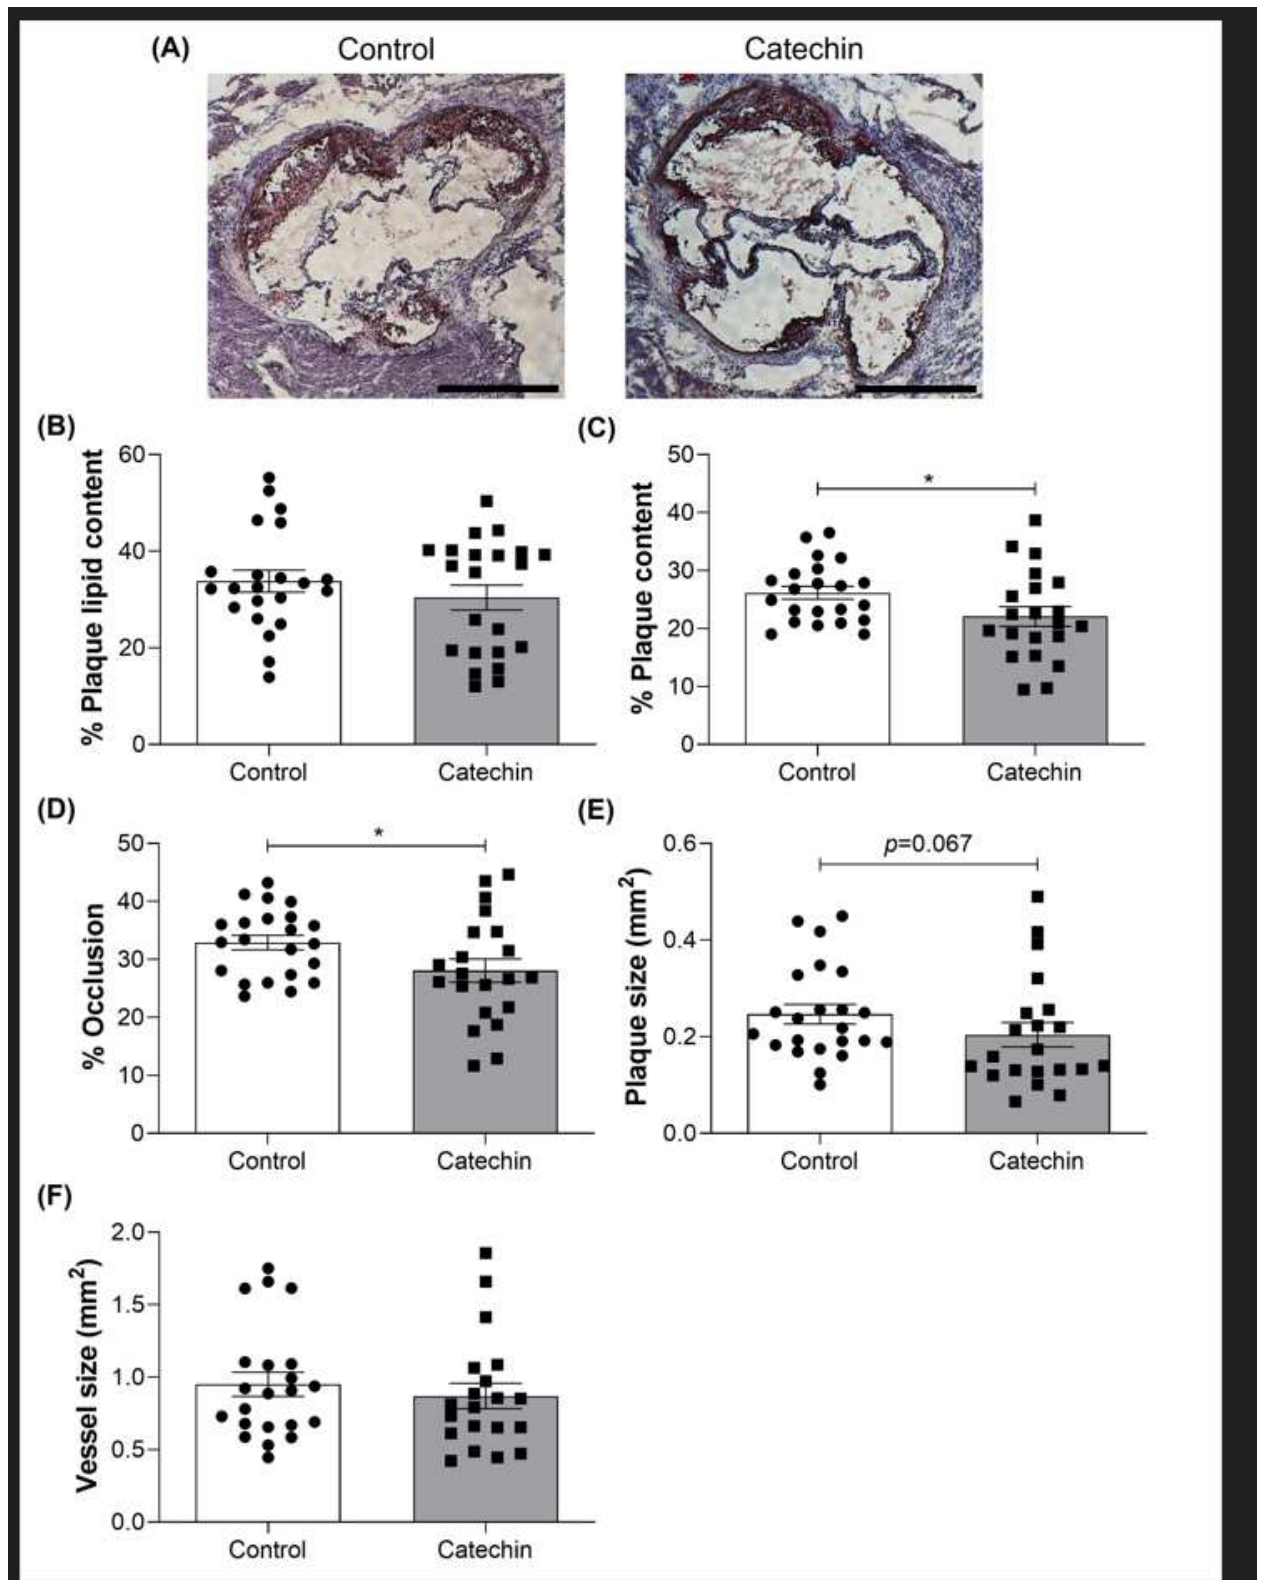 (A) Control Catechin
(B)
% Plaque lipid content
60
40
20
0
Control Catechin
(C)
% Plaque content
50
40
30
20
10
0
*
Control Catechin
(D)
% Occlusion
50
40
30
20
10
0
*
Control Catechin
(E)
Plaque size (mm²)
0.6
0.4
0.2
0.0
p=0.067
Control Catechin
(F)
Vessel size (mm²)
2.0
1.5
1.0
0.5
0.0
Control Catechin